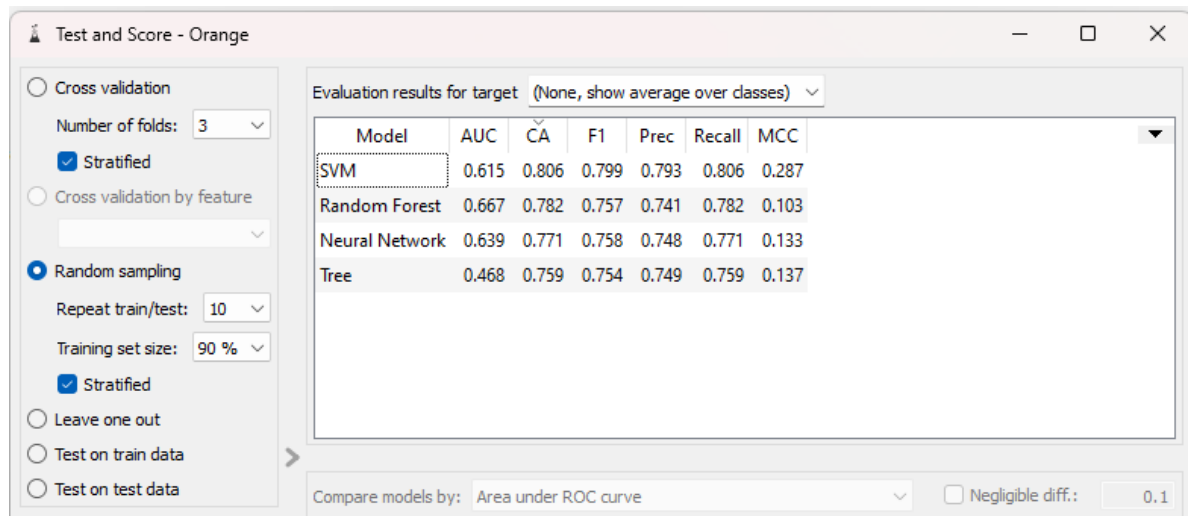 Test and Score - Orange
Cross validation
Number of folds: 3
Stratified
Cross validation by feature
Random sampling
Repeat train/test: 10
Training set size: 90 %
Stratified
Leave one out
Test on train data
Test on test data
Evaluation results for target (None, show average over classes)
Model AUC CA F1 Prec Recall MCC
SVM 0.615 0.806 0.799 0.793 0.806 0.287
Random Forest 0.667 0.782 0.757 0.741 0.782 0.103
Neural Network 0.639 0.771 0.758 0.748 0.771 0.133
Tree 0.468 0.759 0.754 0.749 0.759 0.137
Compare models by: Area under ROC curve Negligible diff.: 0.1